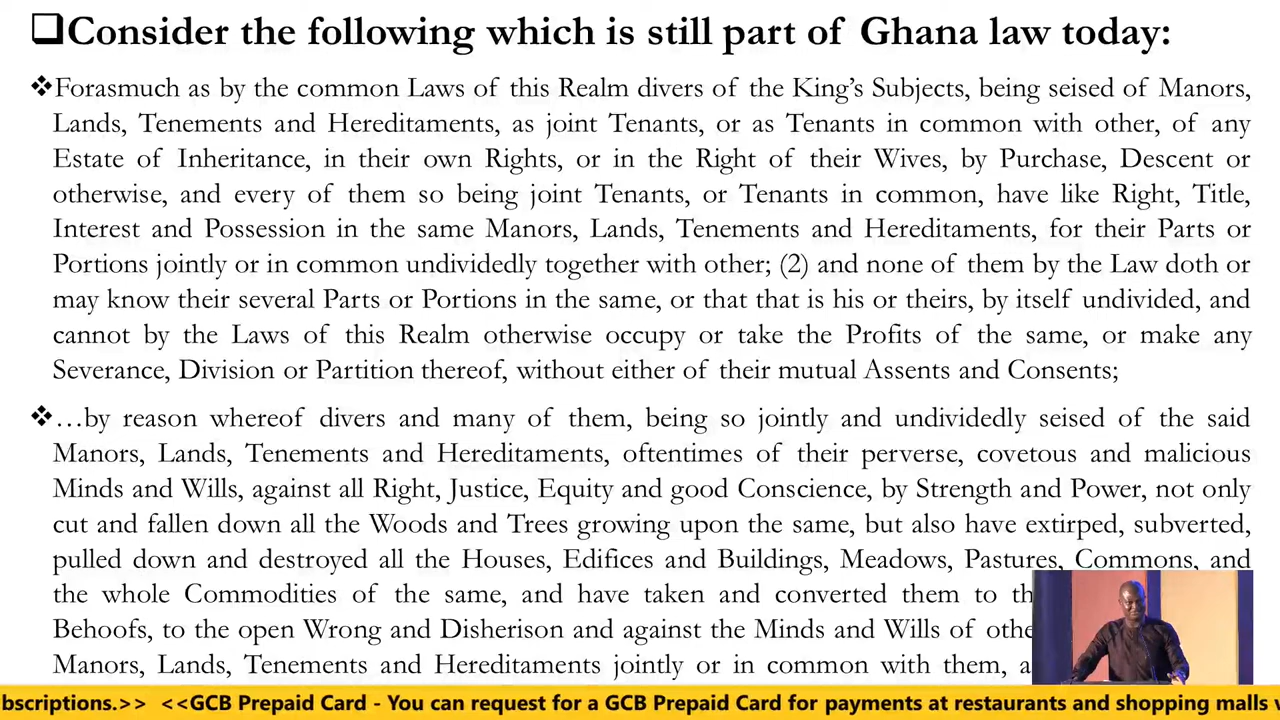 ❑Consider the following which is still part of Ghana law today:
❖Forasmuch as by the common Laws of this Realm divers of the King's Subjects, being seised of Manors,
Lands, Tenements and Hereditaments, as joint Tenants, or as Tenants in common with other, of any
Estate of Inheritance, in their own Rights, or in the Right of their Wives, by Purchase, Descent or
otherwise, and every of them so being joint Tenants, or Tenants in common, have like Right, Title,
Interest and Possession in the same Manors, Lands, Tenements and Hereditaments, for their Parts or
Portions jointly or in common undividedly together with other; (2) and none of them by the Law doth or
may know their several Parts or Portions in the same, or that that is his or theirs, by itself undivided, and
cannot by the Laws of this Realm otherwise occupy or take the Profits of the same, or make any
Severance, Division or Partition thereof, without either of their mutual Assents and Consents;
❖…by reason whereof divers and many of them, being so jointly and undividedly seised of the said
Manors, Lands, Tenements and Hereditaments, oftentimes of their perverse, covetous and malicious
Minds and Wills, against all Right, Justice, Equity and good Conscience, by Strength and Power, not only
cut and fallen down all the Woods and Trees growing upon the same, but also have extirped, subverted,
pulled down and destroyed all the Houses, Edifices and Buildings, Meadows, Pastures, Commons, and
the whole Commodities of the same, and have taken and converted them to th
Behoofs, to the open Wrong and Disherison and against the Minds and Wills of othe
Manors, Lands, Tenements and Hereditaments jointly or in common with them, a
bscriptions.>> <<GCB Prepaid Card - You can request for a GCB Prepaid Card for payments at restaurants and shopping malls